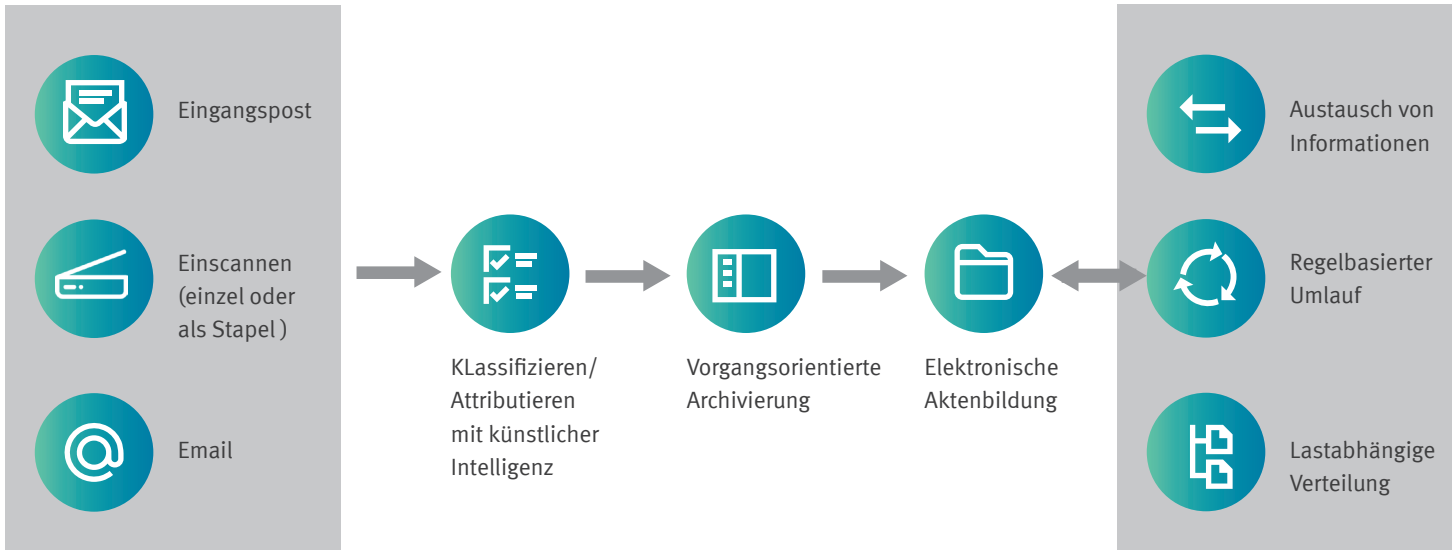 Eingangspost
Einscannen
(einzel oder
als Stapel )
Email
KLassifizieren/
Attributieren
mit künstlicher
Intelligenz
Vorgangsorientierte
Archivierung
Elektronische
Aktenbildung
Austausch von
Informationen
Regelbasierter
Umlauf
Lastabhängige
Verteilung